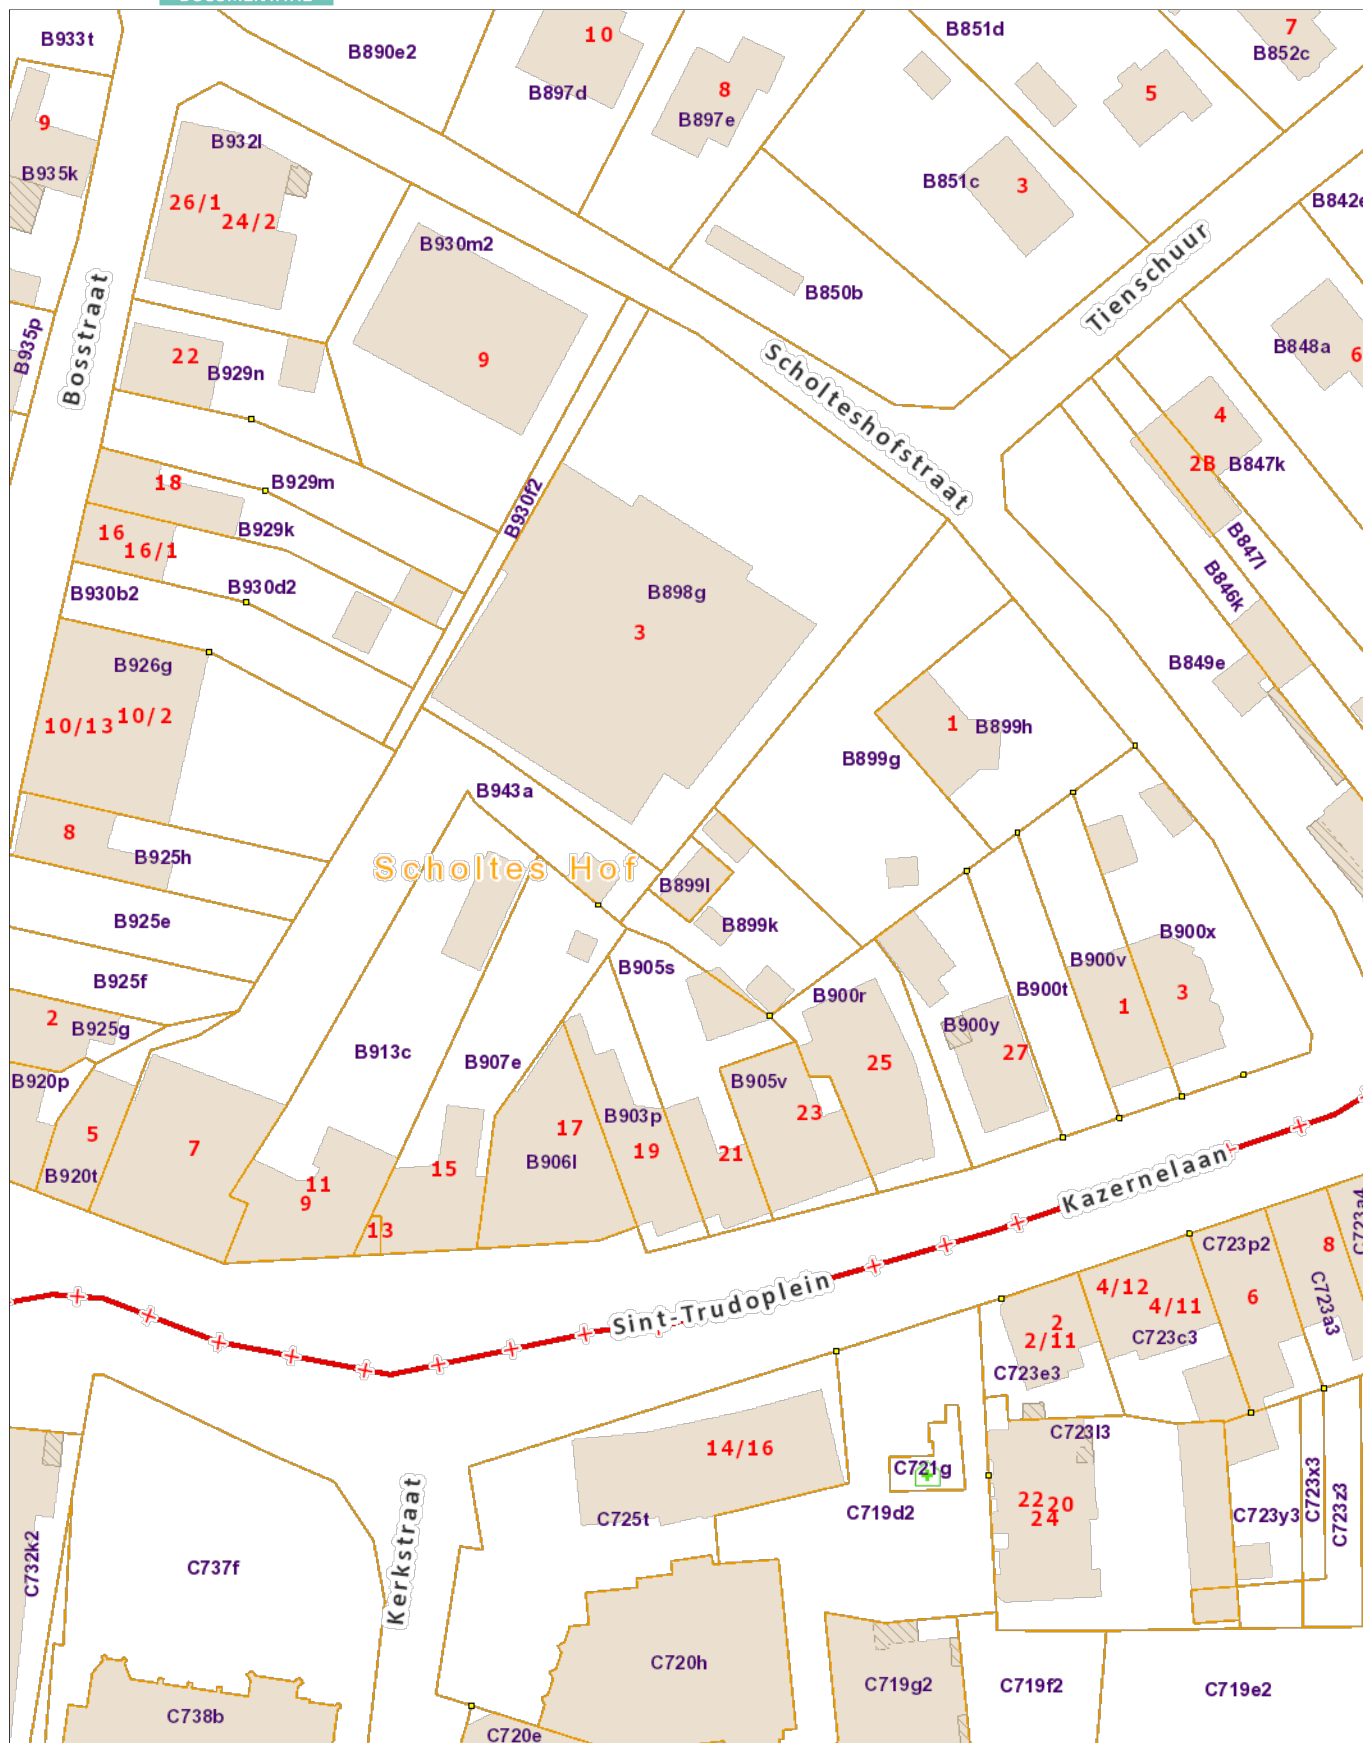 B933t
B890e2
10
B851d
7
B852c
B897d
8
5
9
B897e
B932l
B935k
B851c
3
B842e
26/1
24/2
B930m2
Tienschuur
Bosstraat
B850b
B935p
22
9
B848a
6
B929n
Scholteshofstraat
4
2B
B847k
18
B929m
B930f2
16
B929k
16/1
B847l
B930b2
B930d2
B898g
B846k
3
B926g
B849e
10/13
10/2
1
B899h
B899g
B943a
8
B925h
Scholtes Hof
B899l
B925e
B899k
B900x
B905s
B900v
B925f
B900t
B900r
3
1
2
B925g
B900y
B913c
B907e
25
27
B920p
B905v
23
17
B903p
5
7
19
21
B906l
15
B920t
11
9
13
Kazernelaan
C723a4
C723p2
8
4/12
6
4/11
C723a3
Sint-Trudoplein
2
2/11
C723c3
C723e3
C723l3
14/16
C721g
22
20
24
C725t
C719d2
C723y3
C723x3
C723z3
C732k2
C737f
Kerkstraat
C720h
C719g2
C719f2
C719e2
C738b
C720e